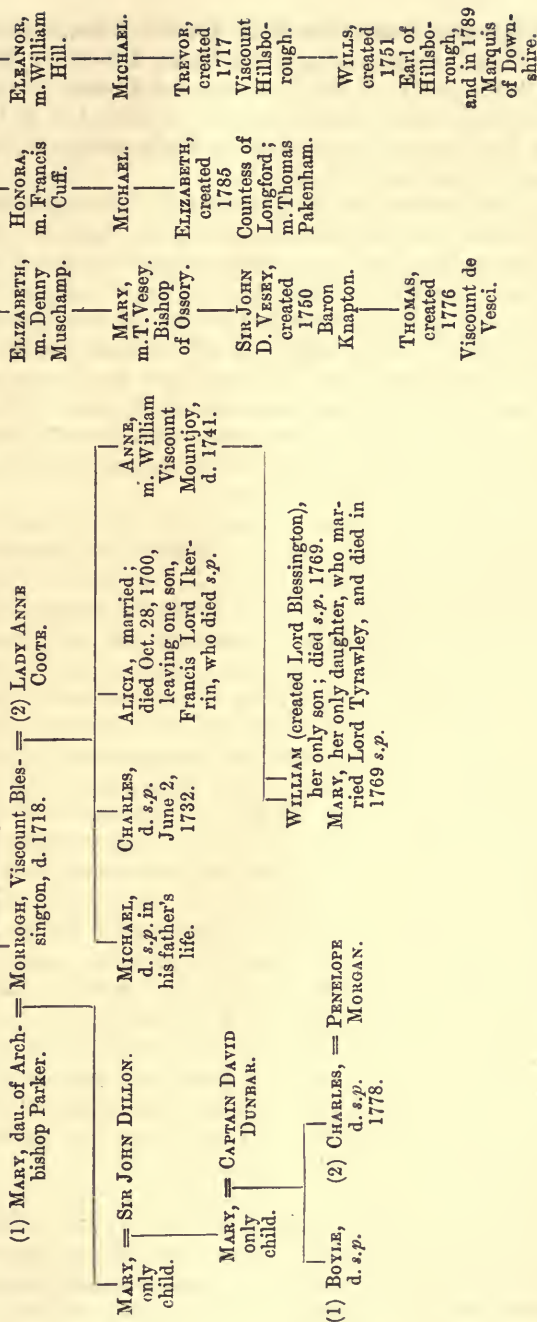 (1) MARY, dau. of Arch-
bishop Parker.
= MORROGH, Viscount Bles-
sington, d. 1718.
= (2) LADY ANNE
COOTE.
ELIZABETH,
m. Denny
Muschamp.
HONORA,
m. Francis
Cuff.
ELEANOR,
m. William
Hill.
MARY,
only
child.
= SIR JOHN DILLON.
MICHAEL,
d. s.p. in
his father's
life.
CHARLES,
d. s.p.
June 2,
1732.
ALICIA, married;
died Oct. 28, 1700,
leaving one son,
Francis Lord Iker-
rin, who died s.p.
ANNE,
m. William
Viscount
Mountjoy,
d. 1741.
MARY,
m. T. Vesey.
Bishop
of Ossory.
MICHAEL.
MICHAEL.
MARY,
only
child.
= CAPTAIN DAVID
DUNBAR.
SIR JOHN
D. VESEY,
created
1750
Baron
Knapton.
ELIZABETH,
created
1785
Countess of
Longford;
m. Thomas
Pakenham.
TREVOR,
created
1717
Viscount
Hillsbo-
rough.
WILLIAM (created Lord Blessington),
her only son; died s.p. 1769.
MARY, her only daughter, who mar-
ried Lord Tyrawley, and died in
1769 s.p.
(1) BOYLE,
d. s.p.
(2) CHARLES,
d. s.p.
1778.
= PENELOPE
MORGAN.
THOMAS,
created
1776
Viscount de
Vesci.
WILLS,
created
1751
Earl of
Hillsbo-
rough,
and in 1789
Marquis
of Down-
shire.